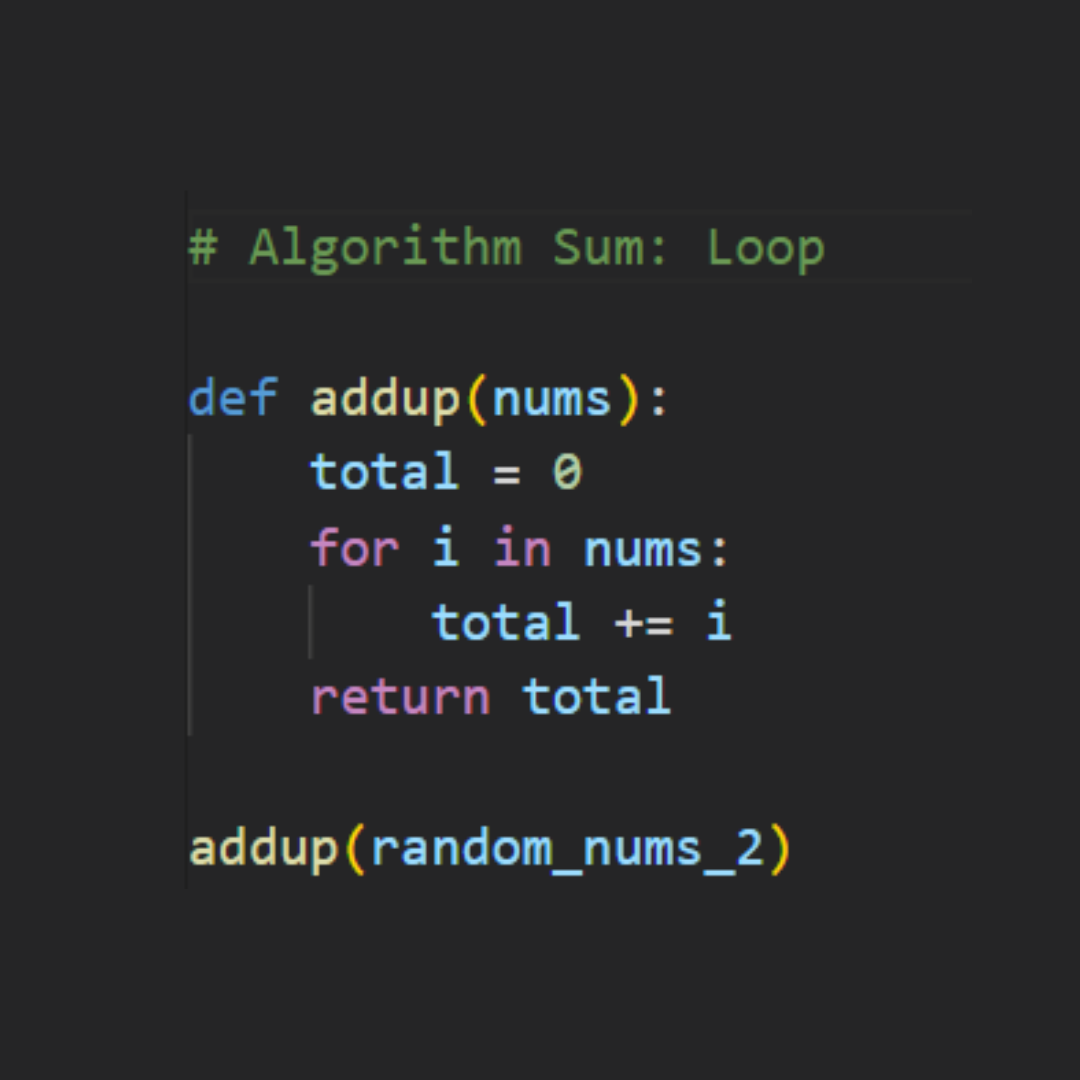 # Algorithm Sum: Loop
def addup(nums):
    total = 0
    for i in nums:
        total += i
    return total
addup(random_nums_2)